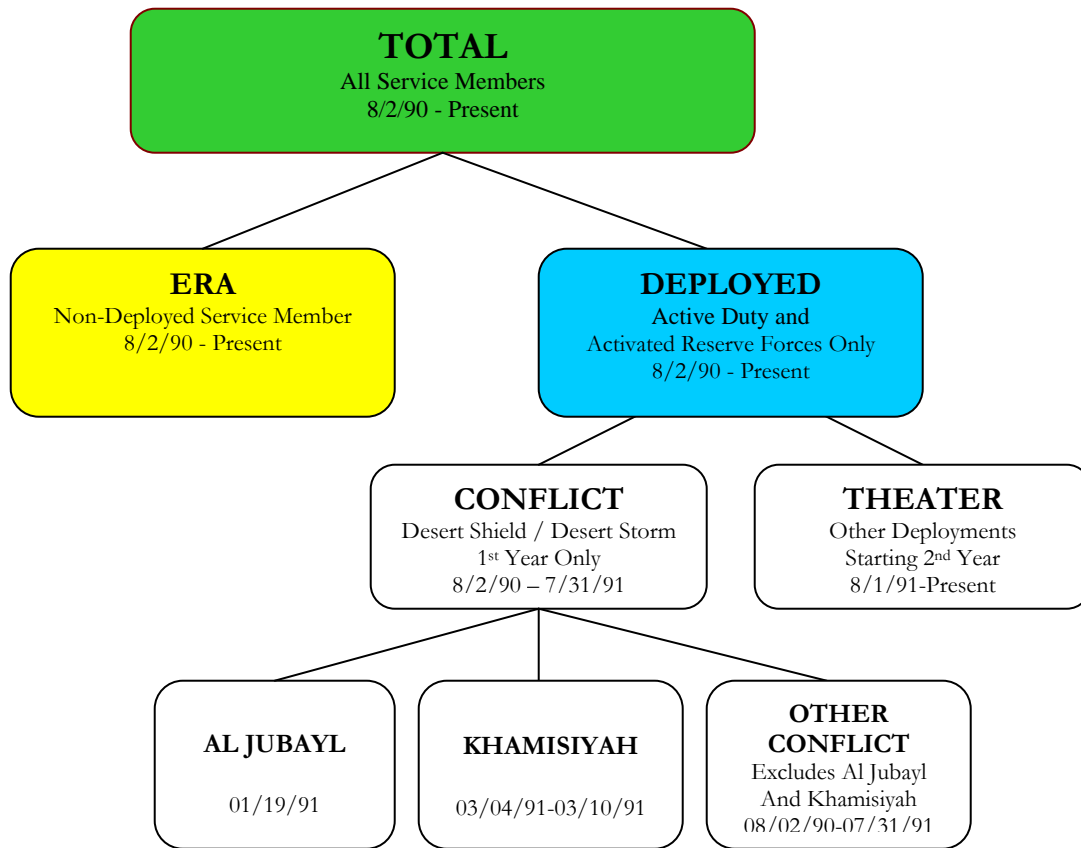 TOTAL
All Service Members
8/2/90 - Present
ERA
Non-Deployed Service Member
8/2/90 - Present
DEPLOYED
Active Duty and
Activated Reserve Forces Only
8/2/90 - Present
CONFLICT
Desert Shield / Desert Storm
1st Year Only
8/2/90 – 7/31/91
THEATER
Other Deployments
Starting 2nd Year
8/1/91-Present
AL JUBAYL
01/19/91
KHAMISIYAH
03/04/91-03/10/91
OTHER
CONFLICT
Excludes Al Jubayl
And Khamisiyah
08/02/90-07/31/91